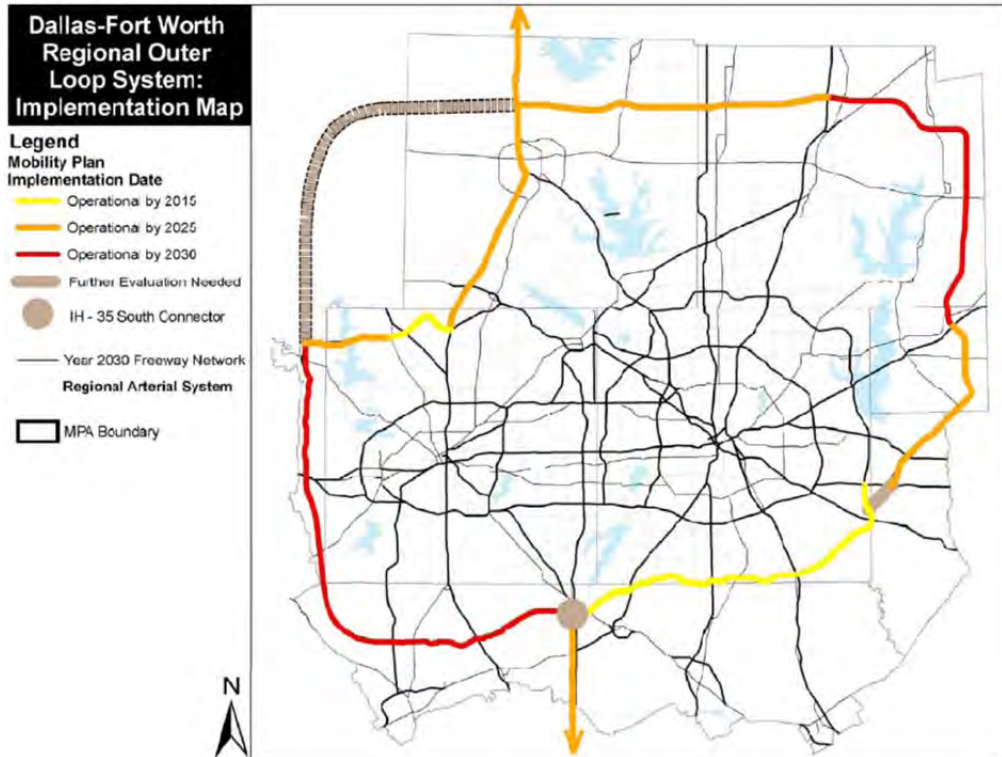 Dallas-Fort Worth
Regional Outer
Loop System:
Implementation Map
Legend
Mobility Plan
Implementation Date
Operational by 2015
Operational by 2025
Operational by 2030
Further Evaluation Needed
IH - 35 South Connector
Year 2030 Freeway Network
Regional Arterial System
MPA Boundary
N